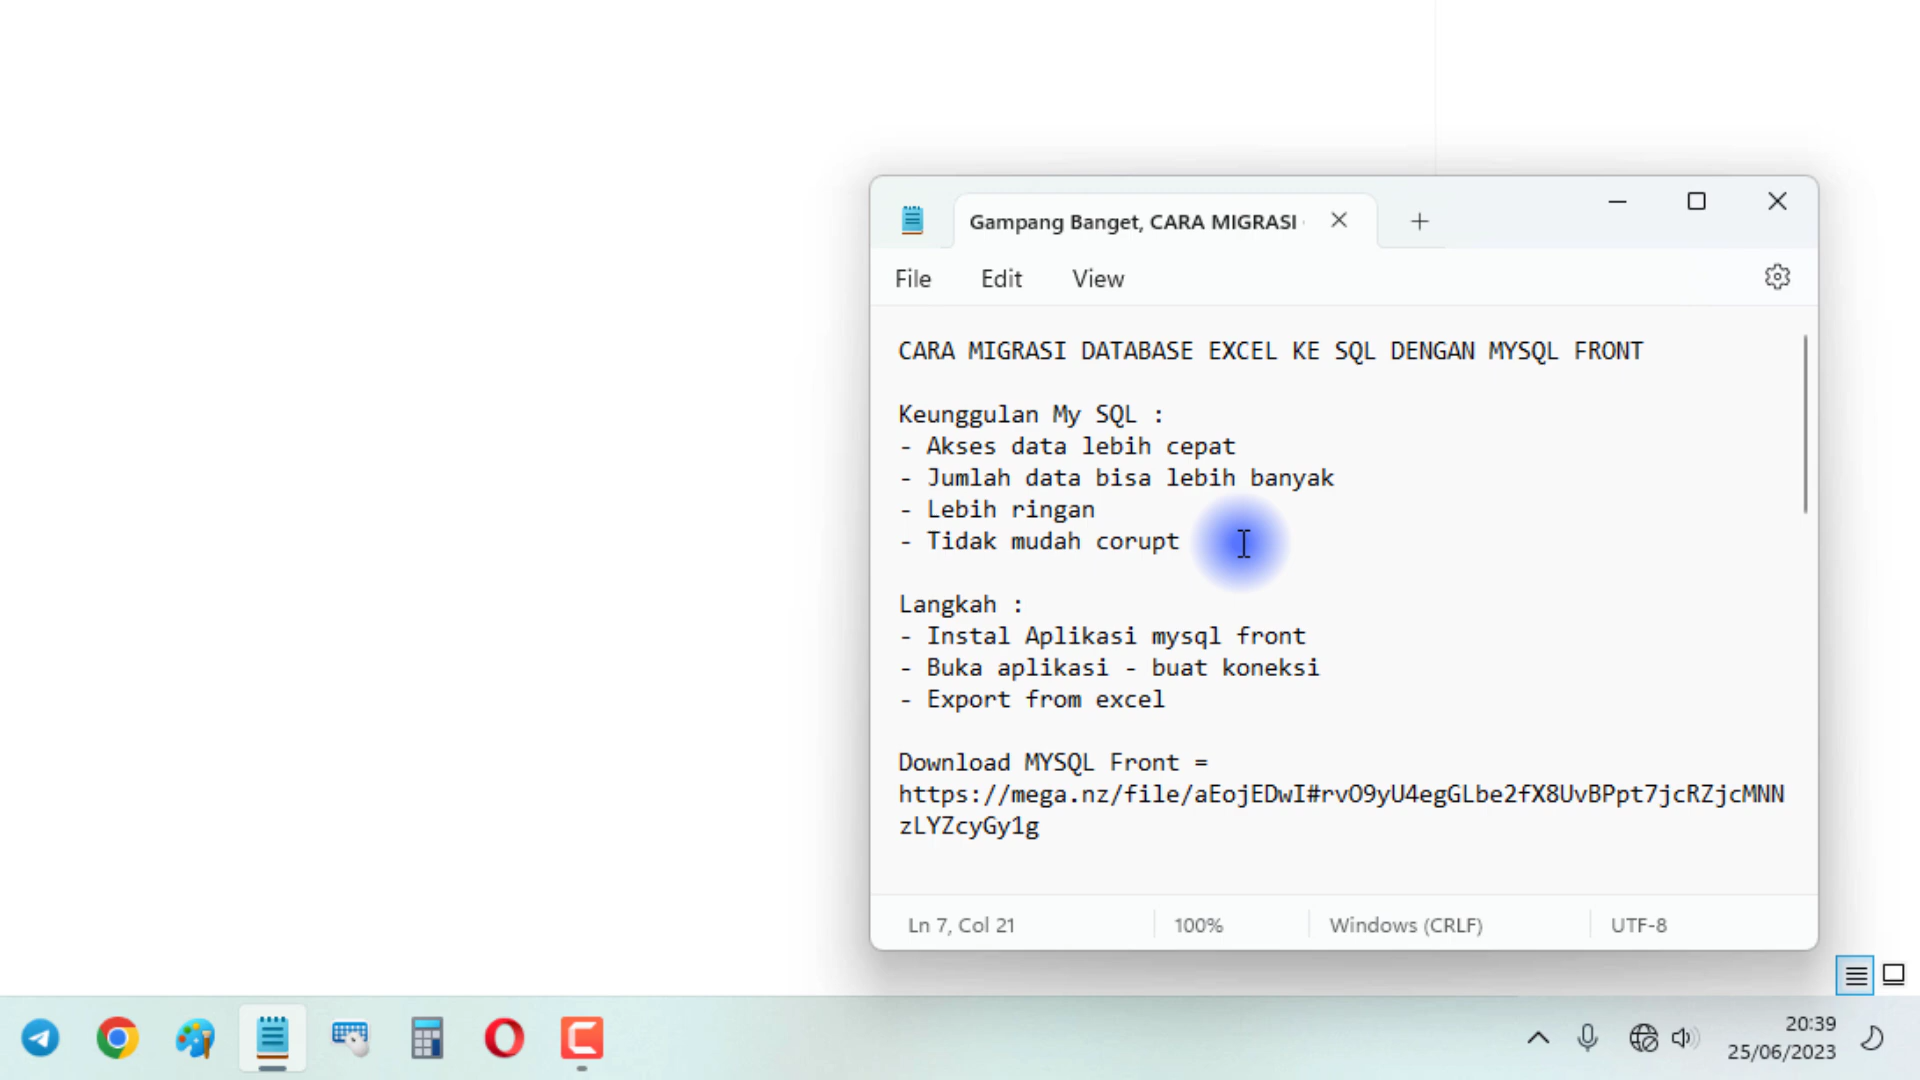 Gampang Banget, CARA MIGRASI
File Edit View
CARA MIGRASI DATABASE EXCEL KE SQL DENGAN MYSQL FRONT
Keunggulan My SQL :
- Akses data lebih cepat
- Jumlah data bisa lebih banyak
- Lebih ringan
- Tidak mudah corupt
Langkah :
- Instal Aplikasi mysql front
- Buka aplikasi - buat koneksi
- Export from excel
Download MYSQL Front =
https://mega.nz/file/aEojEDwI#rvO9yU4egGLbe2fX8UvBPpt7jcRZjcMNN
zLYZcyGy1g
Ln 7, Col 21 100% Windows (CRLF) UTF-8
20:39
25/06/2023